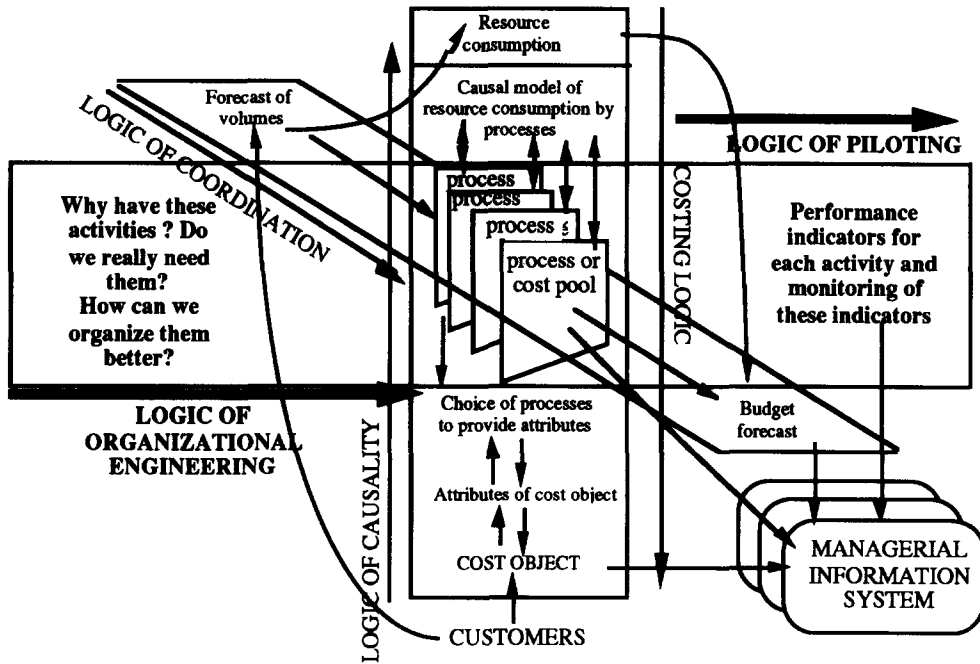 Resource
consumption
Forecast of
volumes
Causal model of
resource consumption by
processes
LOGIC OF COORDINATION
LOGIC OF PILOTING
Why have these
activities ? Do
we really need
them?
How can we
organize them
better?
process
process
process s
process or
cost pool
COSTING LOGIC
Performance
indicators for
each activity and
monitoring of
these indicators
LOGIC OF
ORGANIZATIONAL
ENGINEERING
LOGIC OF CAUSALITY
Choice of processes
to provide attributes
Budget
forecast
Attributes of cost object
COST OBJECT
CUSTOMERS
MANAGERIAL
INFORMATION
SYSTEM